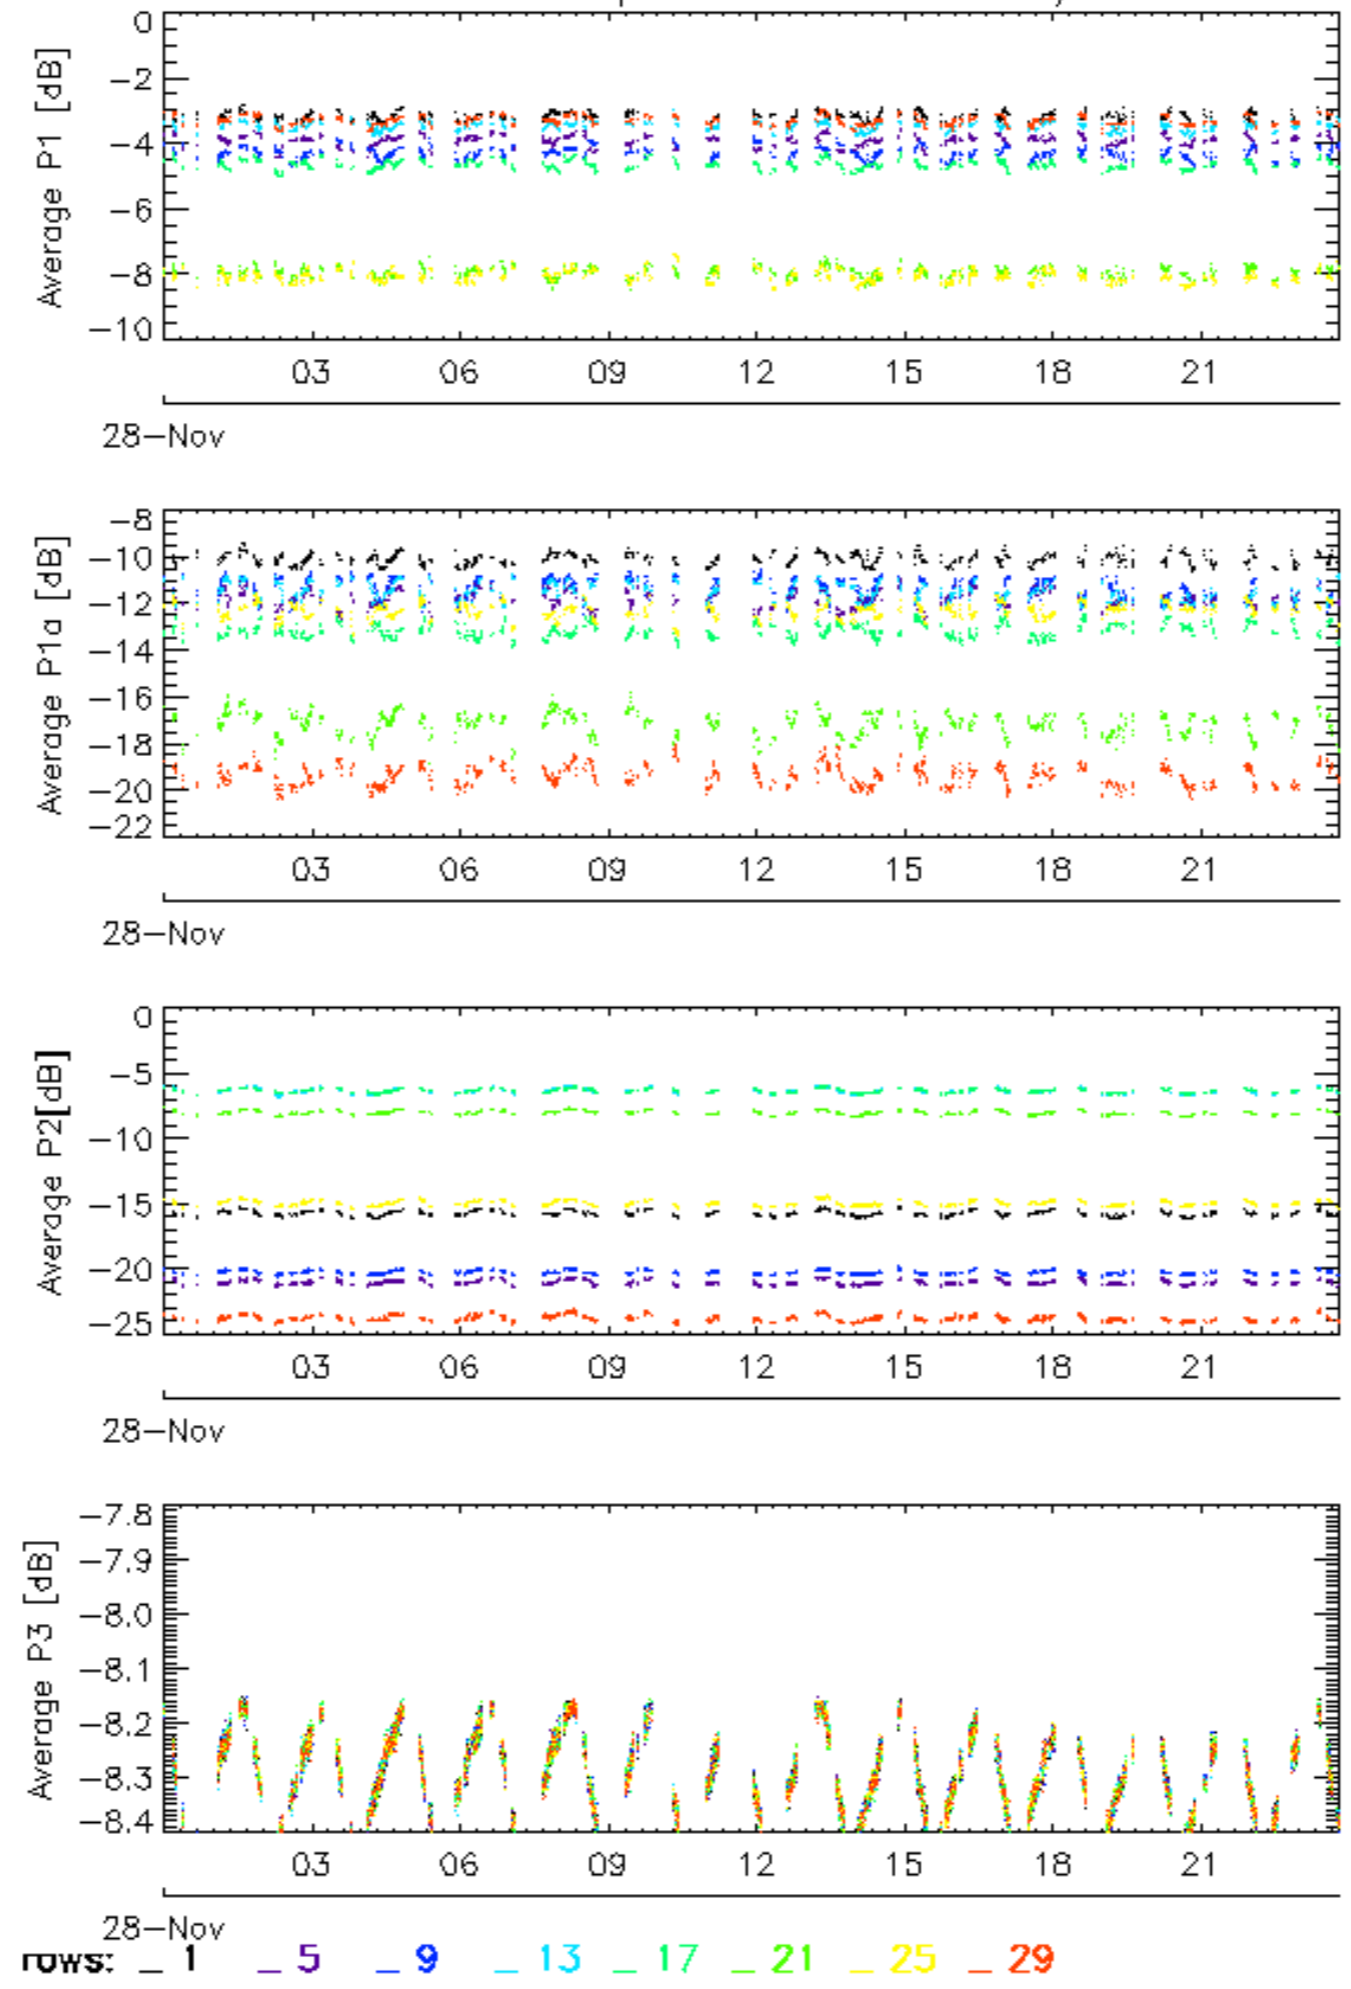 0
−2
−4
−6
−8
−10
Average P1 [dB]
03 06 09 12 15 18 21
28−Nov
−8
−10
−12
−14
−16
−18
−20
−22
Average P1a [dB]
03 06 09 12 15 18 21
28−Nov
0
−5
−10
−15
−20
−25
Average P2[dB]
03 06 09 12 15 18 21
28−Nov
−7.8
−7.9
−8.0
−8.1
−8.2
−8.3
−8.4
Average P3 [dB]
03 06 09 12 15 18 21
28−Nov
rows: _ 1 _ 5 _ 9 _ 13 _ 17 _ 21 _ 25 _ 29